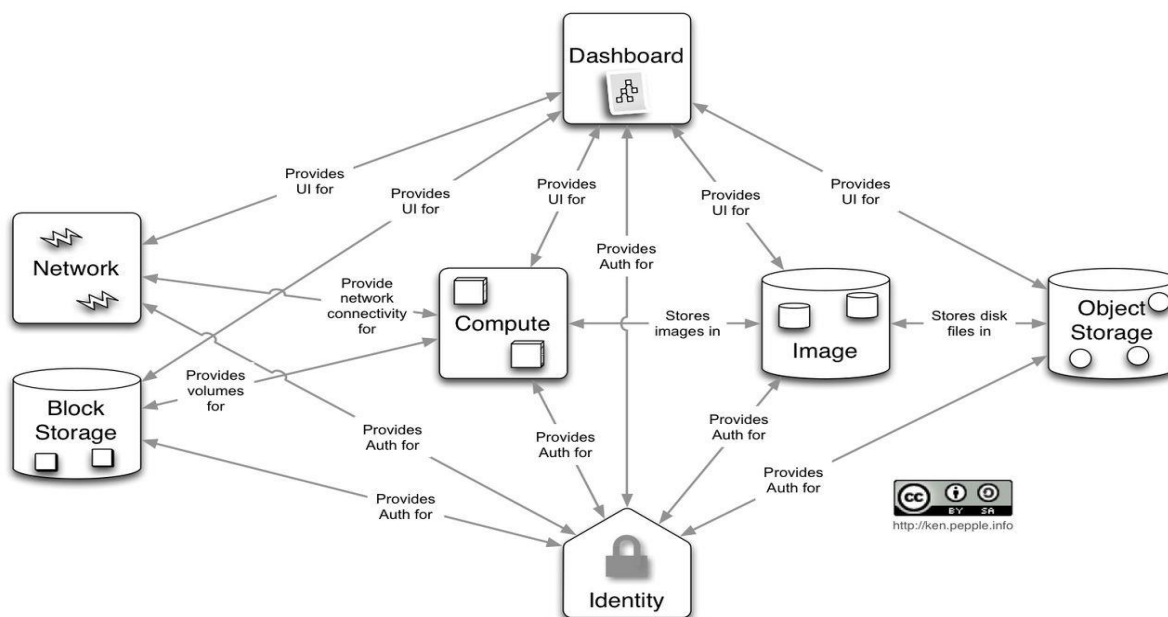 Dashboard
Provides
UI for
Provides
UI for
Provides
UI for
Provides
UI for
Provides
UI for
Provides
Auth for
Network
Provide
network
connectivity
for
Compute
Stores
images in
Image
Stores disk
files in
Object
Storage
Block
Storage
Provides
volumes
for
Provides
Auth for
Provides
Auth for
Provides
Auth for
Provides
Auth for
Provides
Auth for
Identity
cc
BY SA
http://ken.pepple.info